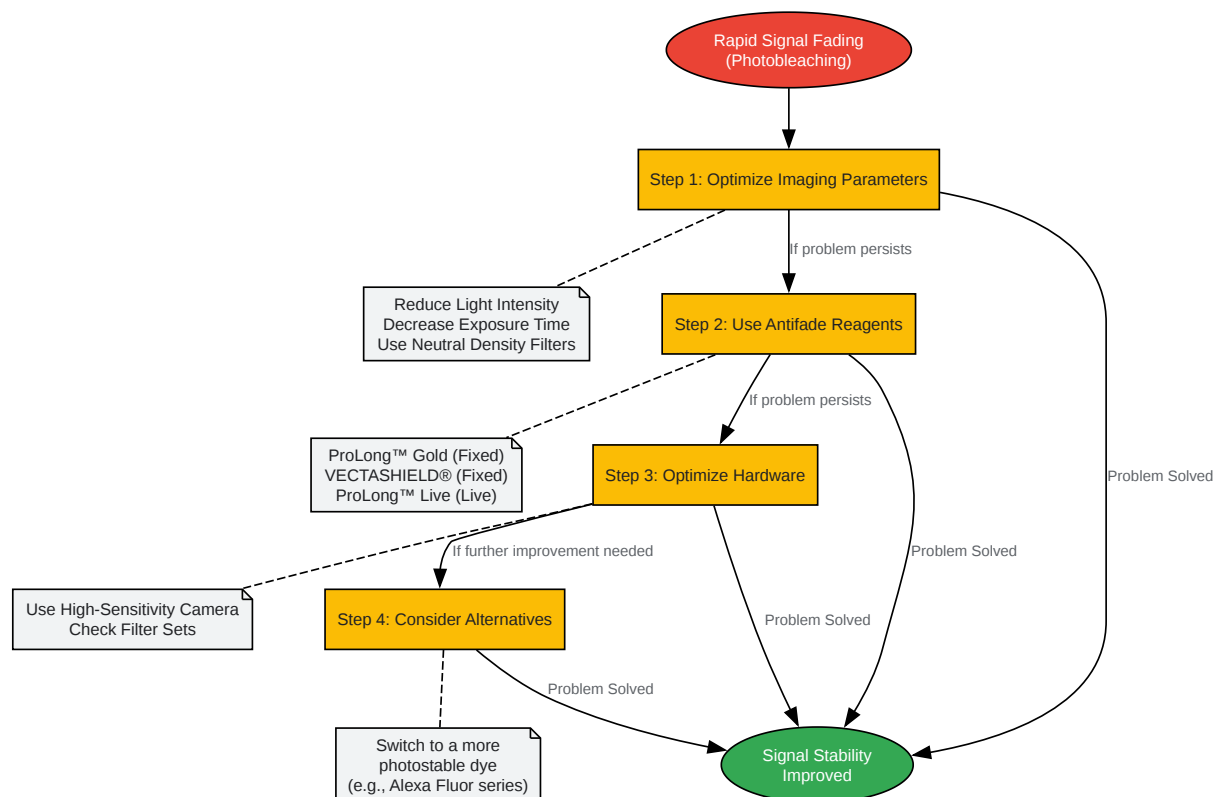 Rapid Signal Fading
(Photobleaching)
Step 1: Optimize Imaging Parameters
If problem persists
Reduce Light Intensity
Decrease Exposure Time
Use Neutral Density Filters
Step 2: Use Antifade Reagents
If problem persists
ProLong™ Gold (Fixed)
VECTASHIELD® (Fixed)
ProLong™ Live (Live)
Step 3: Optimize Hardware
Problem Solved
If further improvement needed
Problem Solved
Use High-Sensitivity Camera
Check Filter Sets
Step 4: Consider Alternatives
Problem Solved
Problem Solved
Switch to a more
photostable dye
(e.g., Alexa Fluor series)
Signal Stability
Improved